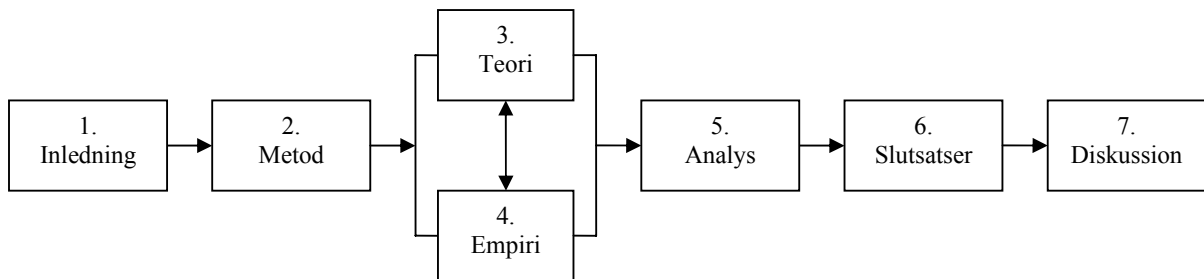 1.
Inledning
2.
Metod
3.
Teori
4.
Empiri
5.
Analys
6.
Slutsatser
7.
Diskussion